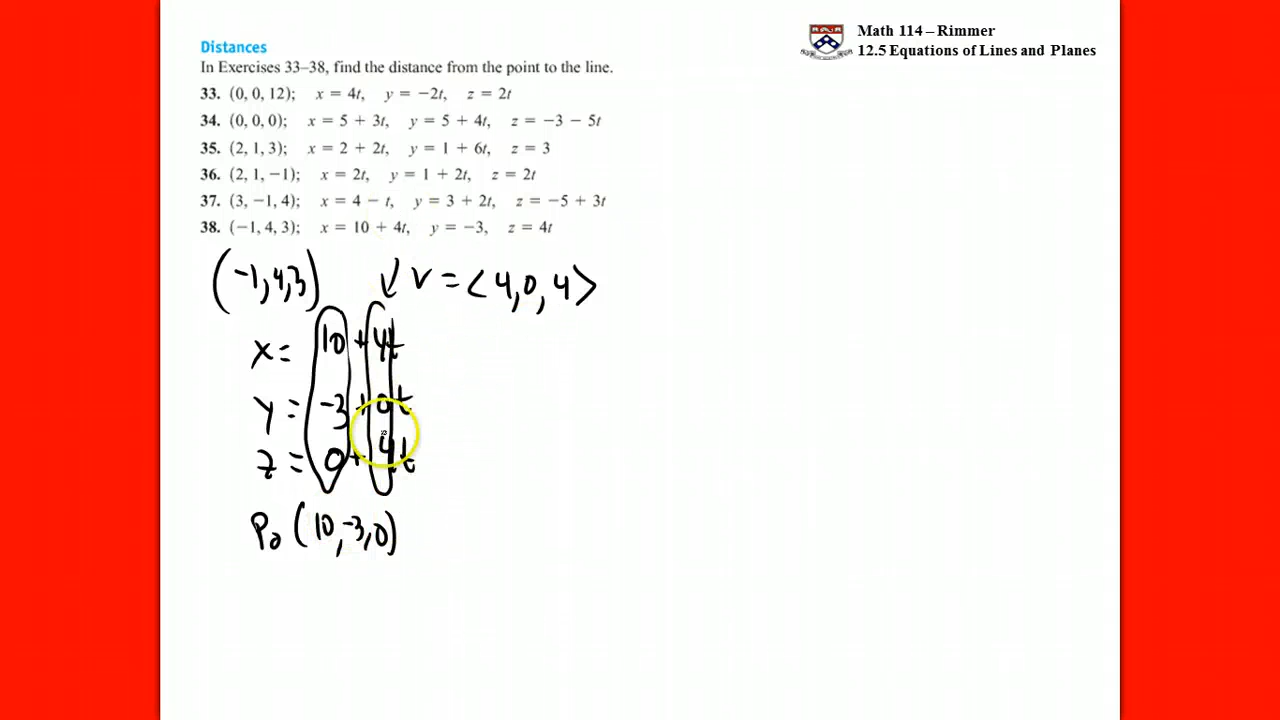 Math 114 – Rimmer
12.5 Equations of Lines and Planes
Distances
In Exercises 33–38, find the distance from the point to the line.
33. (0, 0, 12); x = 4t, y = −2t, z = 2t
34. (0, 0, 0); x = 5 + 3t, y = 5 + 4t, z = −3 − 5t
35. (2, 1, 3); x = 2 + 2t, y = 1 + 6t, z = 3
36. (2, 1, −1); x = 2t, y = 1 + 2t, z = 2t
37. (3, −1, 4); x = 4 − t, y = 3 + 2t, z = −5 + 3t
38. (−1, 4, 3); x = 10 + 4t, y = −3, z = 4t
(-1,4,3) v = <4,0,4>
x = 10 + 4t
y = -3 + 0t
z = 0 + 4t
P₀ (10,-3,0)